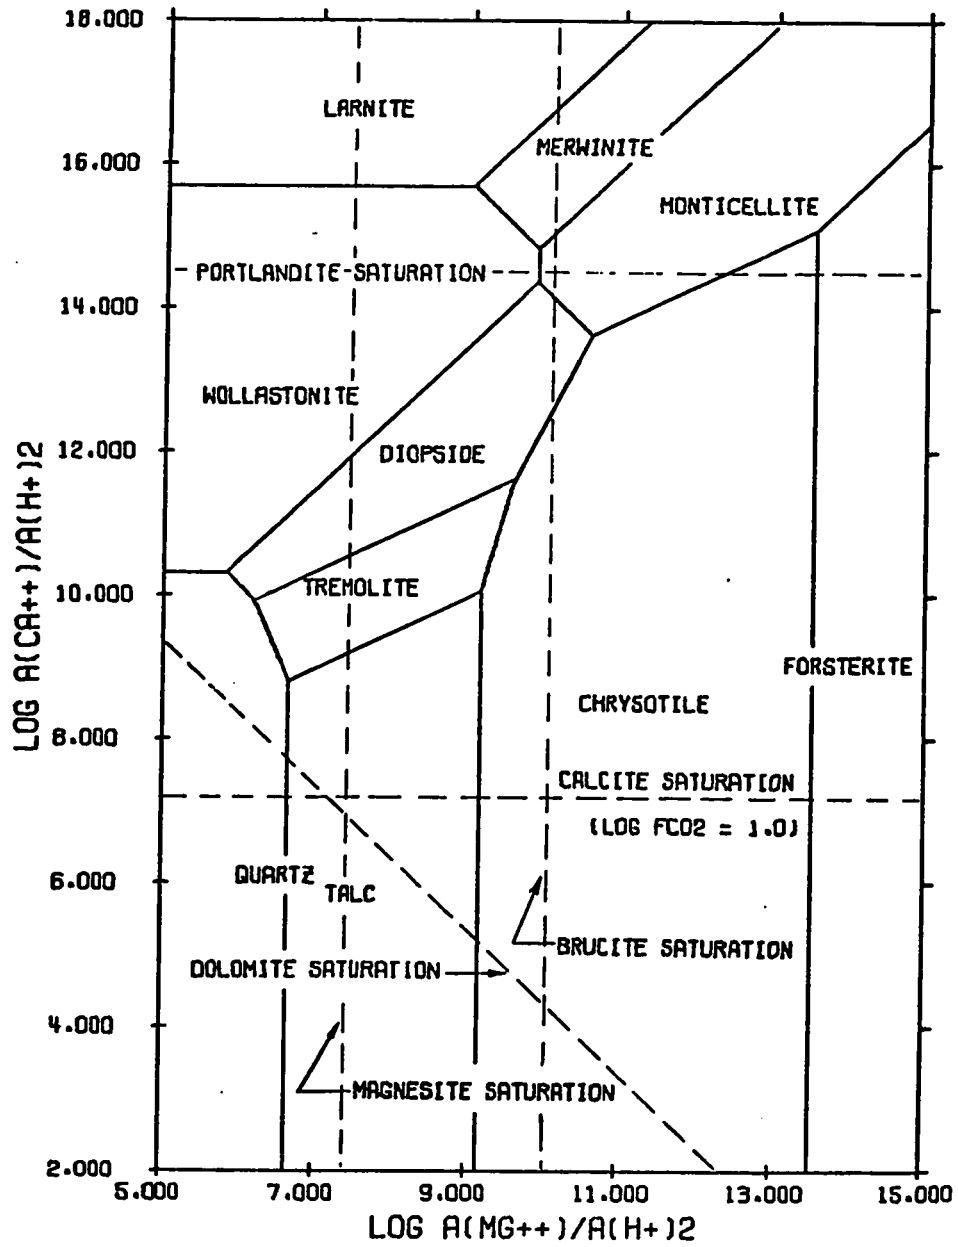 18.000
LARNITE
16.000
MERWINITE
MONTICELLITE
PORTLANDITE SATURATION
14.000
WOLLASTONITE
12.000
DIOPSIDE
LOG A(CA++)/A(H+)2
10.000
TREMOLITE
FORSTERITE
CHRYSOTILE
8.000
CALCITE SATURATION
(LOG FCO2 = 1.0)
6.000
QUARTZ
TALC
BRUCITE SATURATION
DOLOMITE SATURATION
4.000
MAGNESITE SATURATION
2.000
5.000 7.000 9.000 11.000 13.000 15.000
LOG A(MG++)/A(H+)2